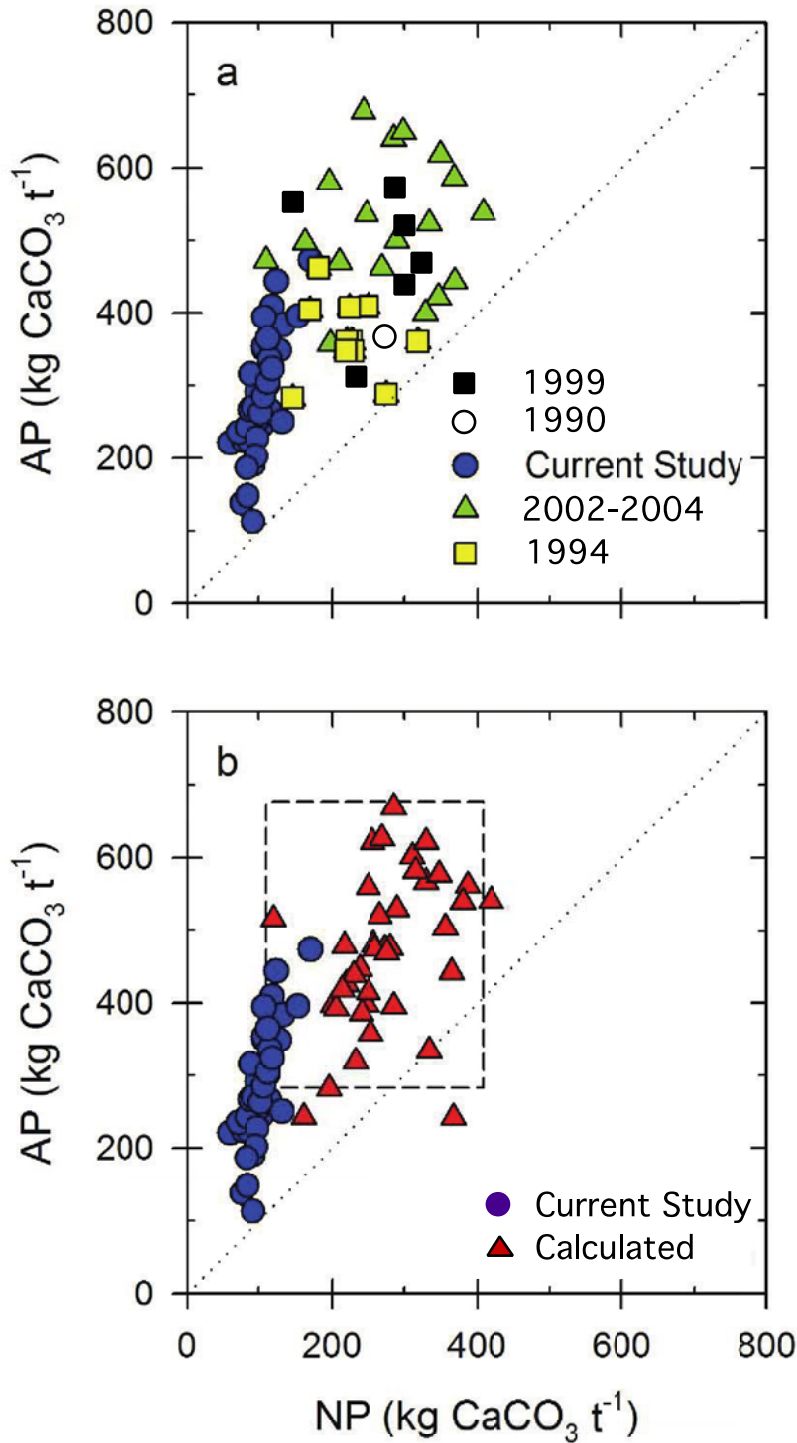 800
a
600
AP (kg CaCO₃ t⁻¹)
400
1999
1990
Current Study
200
2002-2004
1994
0
800
b
600
AP (kg CaCO₃ t⁻¹)
400
200
Current Study
Calculated
0
0 200 400 600 800
NP (kg CaCO₃ t⁻¹)